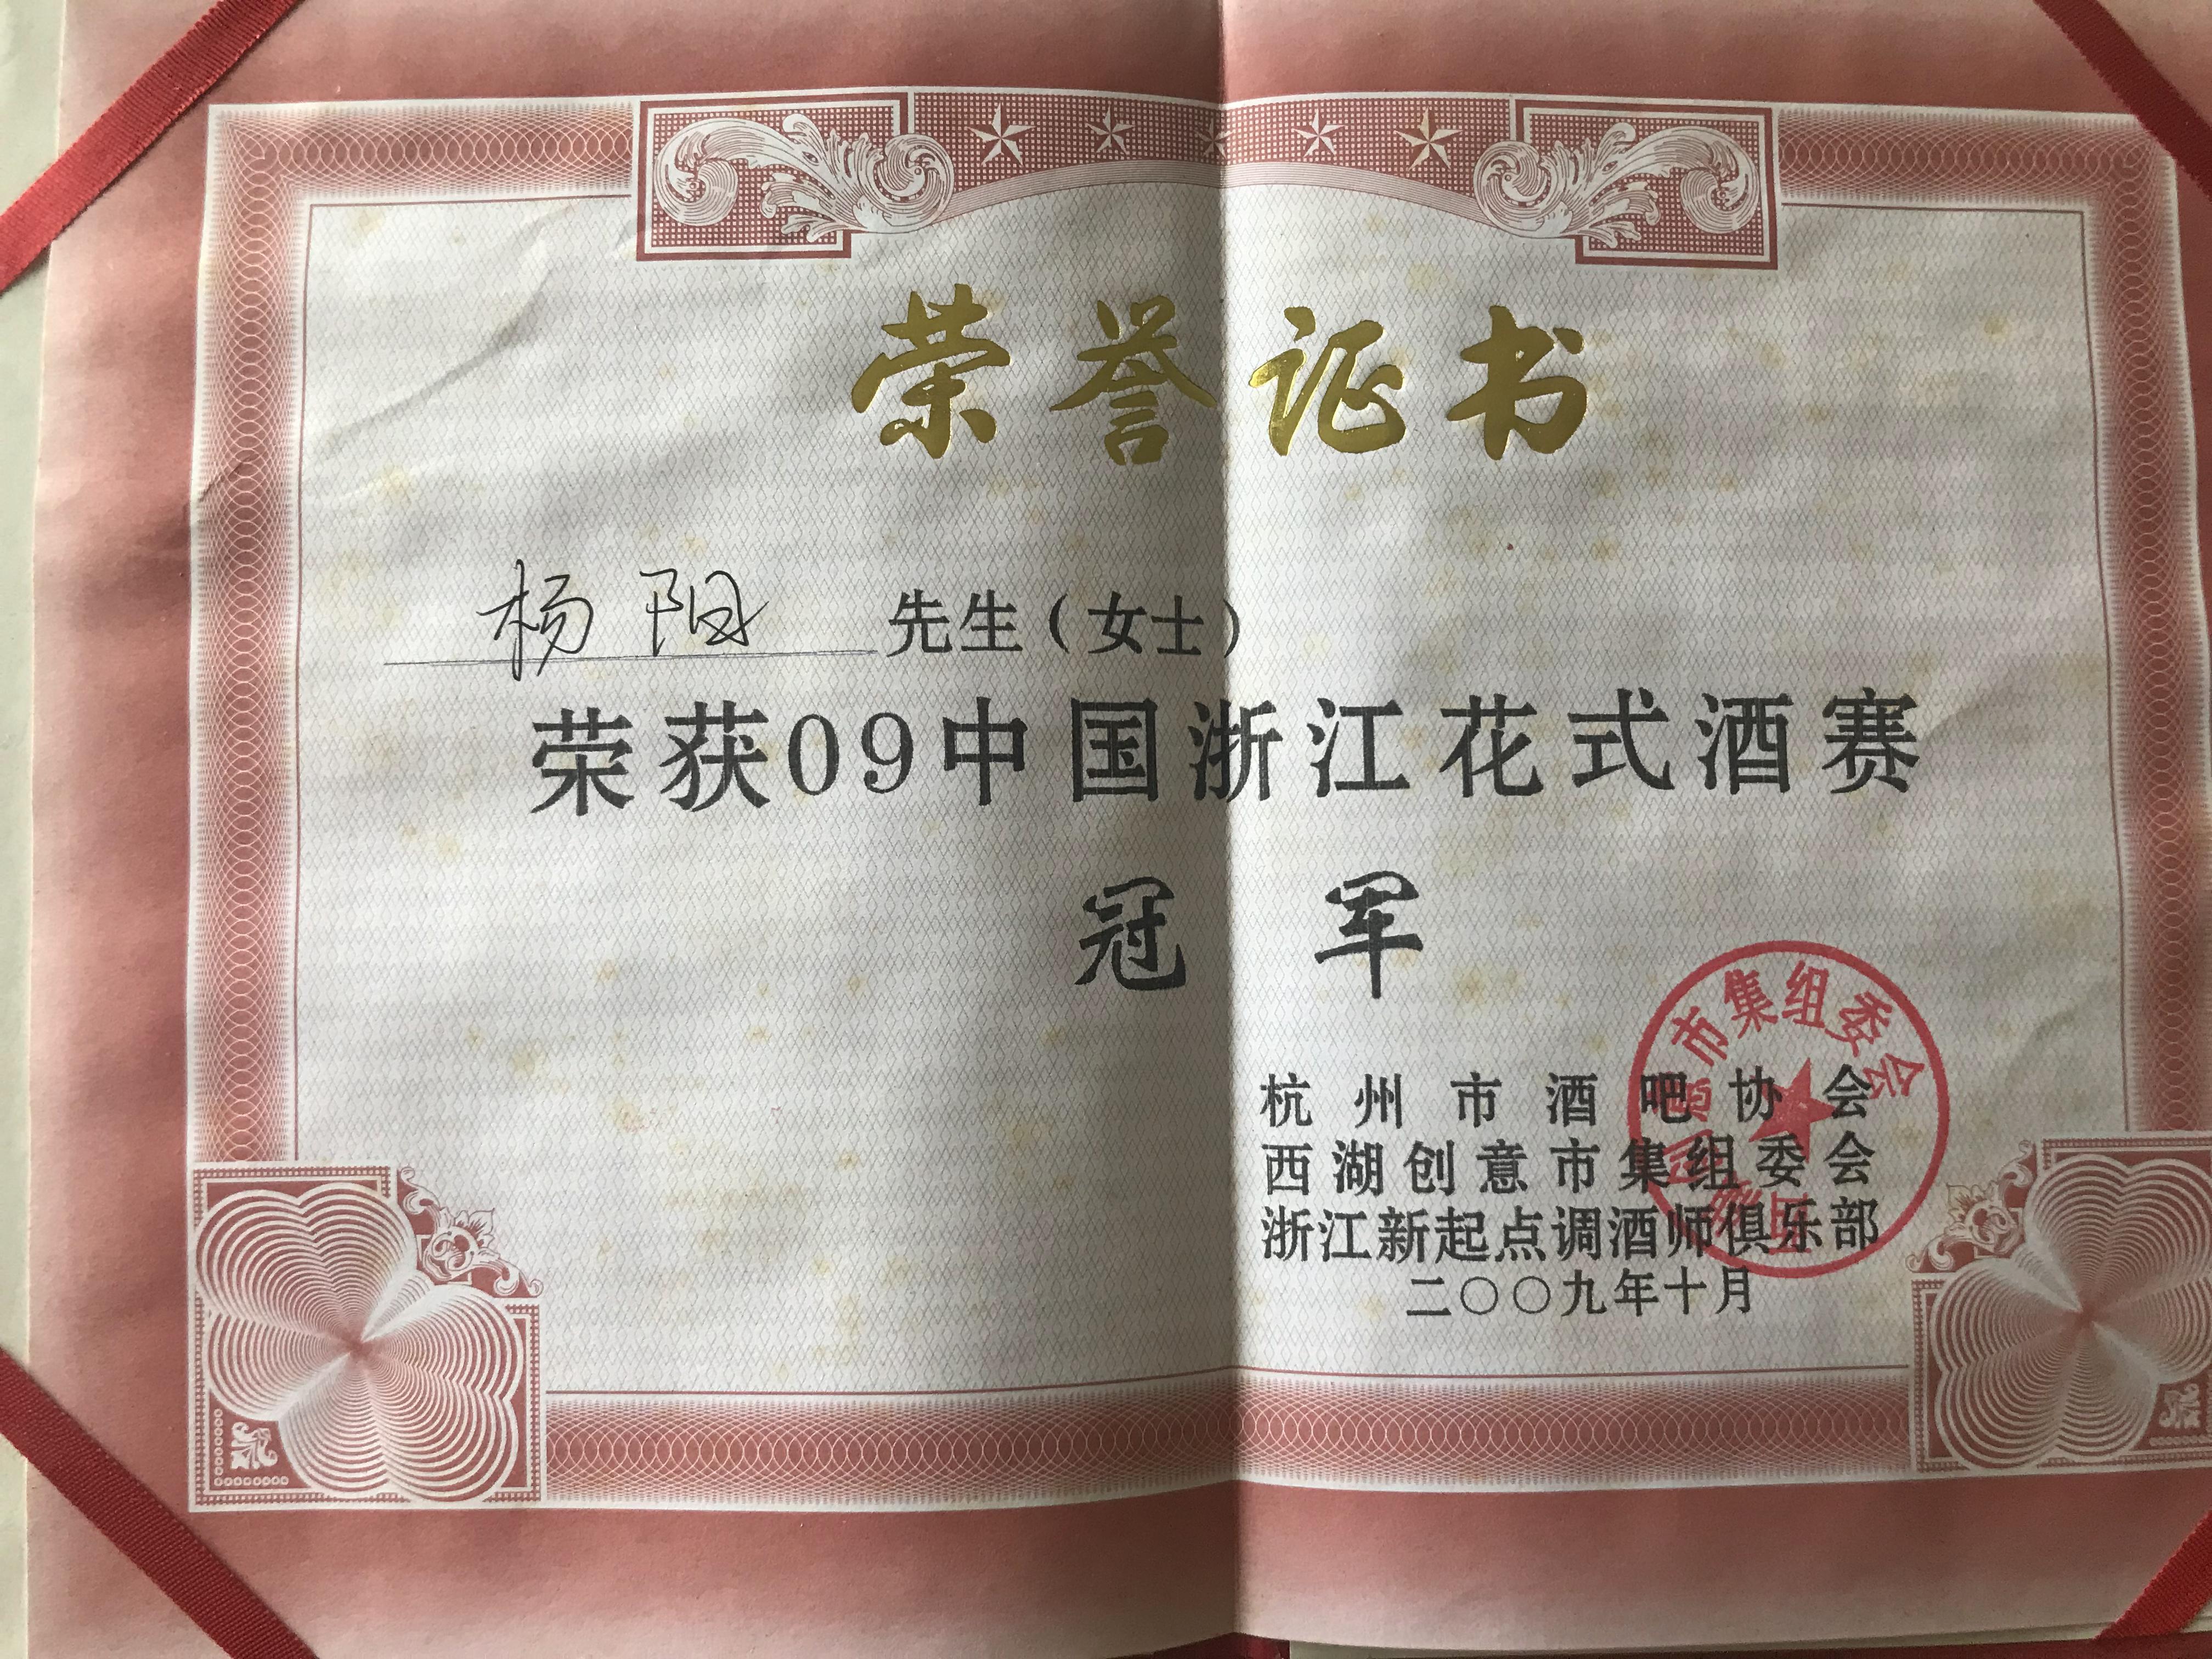 荣誉证书
杨阳 先生（女士）
荣获09中国浙江花式酒赛
冠军
市集组委会
杭州市酒吧协会
西湖创意市集组委会
浙江新起点调酒师俱乐部
二〇〇九年十月